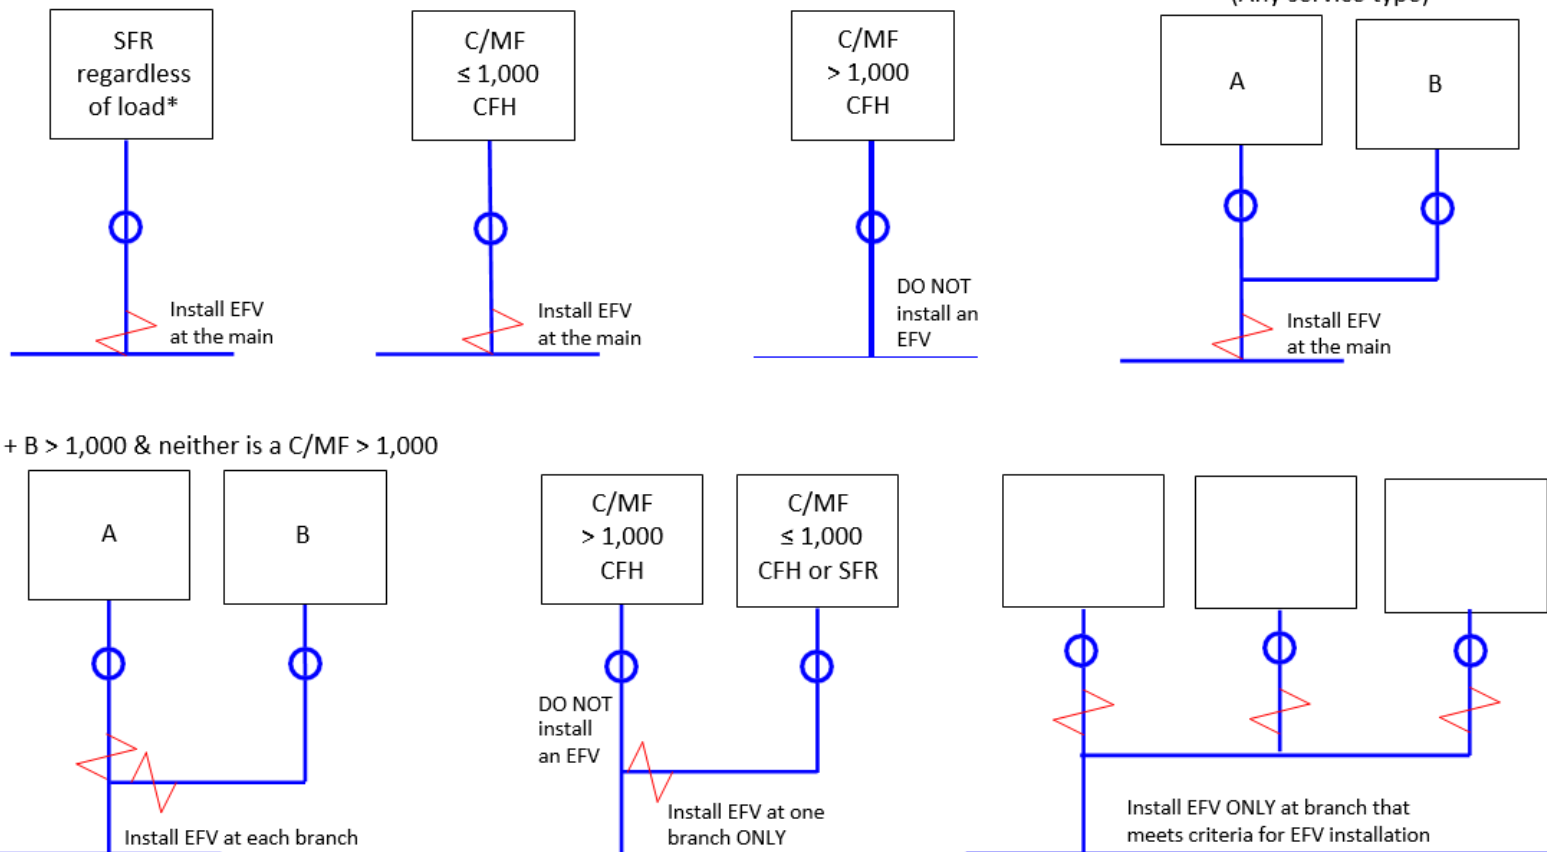 (Any service type)
SFR
regardless
of load*
C/MF
≤ 1,000
CFH
C/MF
> 1,000
CFH
A
B
Install EFV
at the main
Install EFV
at the main
DO NOT
install an
EFV
Install EFV
at the main
+ B > 1,000 & neither is a C/MF > 1,000
A
B
C/MF
> 1,000
CFH
C/MF
≤ 1,000
CFH or SFR
DO NOT
install
an EFV
Install EFV at each branch
Install EFV at one
branch ONLY
Install EFV ONLY at branch that
meets criteria for EFV installation